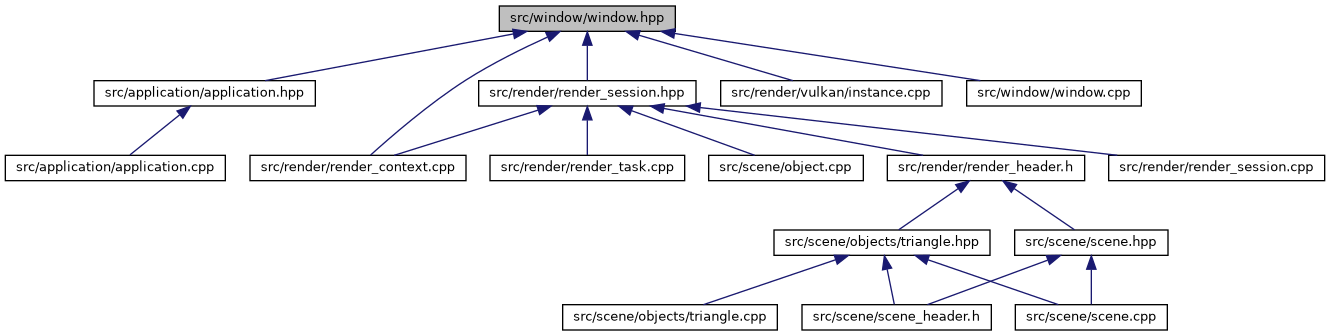 src/window/window.hpp
src/application/application.hpp
src/render/render_session.hpp
src/render/vulkan/instance.cpp
src/window/window.cpp
src/application/application.cpp
src/render/render_context.cpp
src/render/render_task.cpp
src/scene/object.cpp
src/render/render_header.h
src/render/render_session.cpp
src/scene/objects/triangle.hpp
src/scene/scene.hpp
src/scene/objects/triangle.cpp
src/scene/scene_header.h
src/scene/scene.cpp